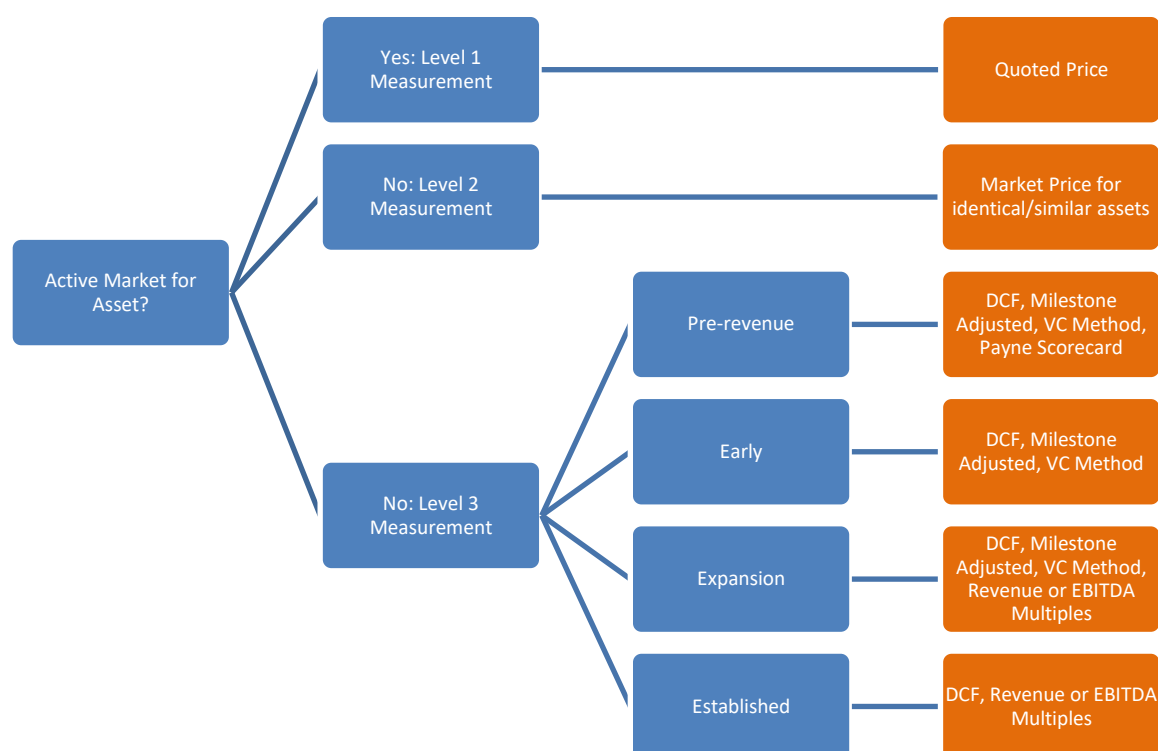 Yes: Level 1
Measurement
Quoted Price
No: Level 2
Measurement
Market Price for
identical/similar assets
Active Market for
Asset?
Pre-revenue
DCF, Milestone
Adjusted, VC Method,
Payne Scorecard
Early
DCF, Milestone
Adjusted, VC Method
No: Level 3
Measurement
Expansion
DCF, Milestone
Adjusted, VC Method,
Revenue or EBITDA
Multiples
Established
DCF, Revenue or EBITDA
Multiples